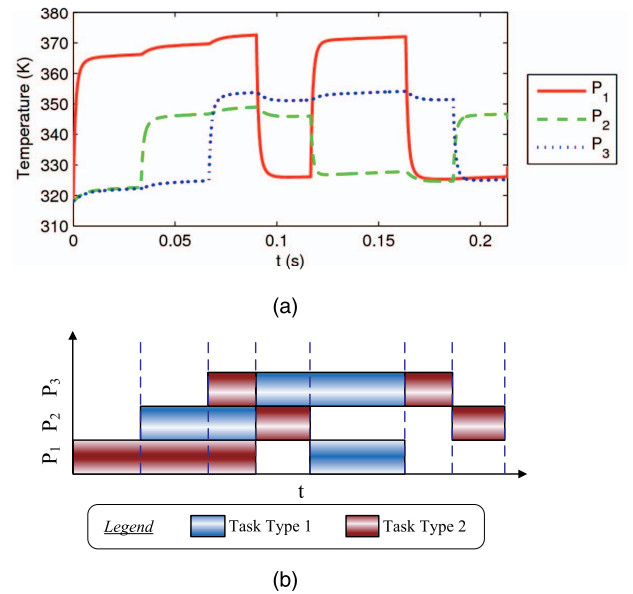 380
370
360
350
340
330
320
310
Temperature (K)
0
0.05
0.1
0.15
0.2
t (s)
P1
P2
P3
(a)
P3
P2
P1
t
Legend
Task Type 1
Task Type 2
(b)